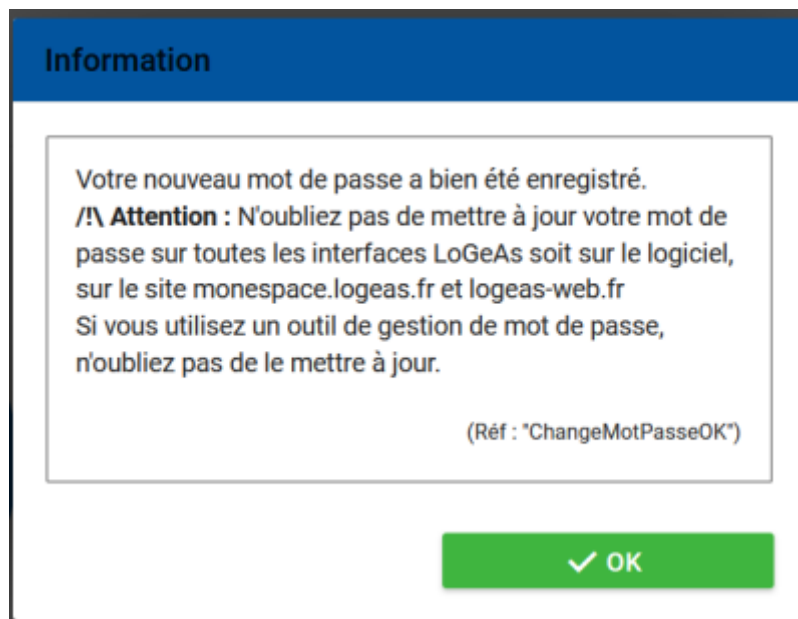 Information
Votre nouveau mot de passe a bien été enregistré.
/!\ Attention : N'oubliez pas de mettre à jour votre mot de
passe sur toutes les interfaces LoGeAs soit sur le logiciel,
sur le site monespace.logeas.fr et logeas-web.fr
Si vous utilisez un outil de gestion de mot de passe,
n'oubliez pas de le mettre à jour.
(Réf : "ChangeMotPasseOK")
OK